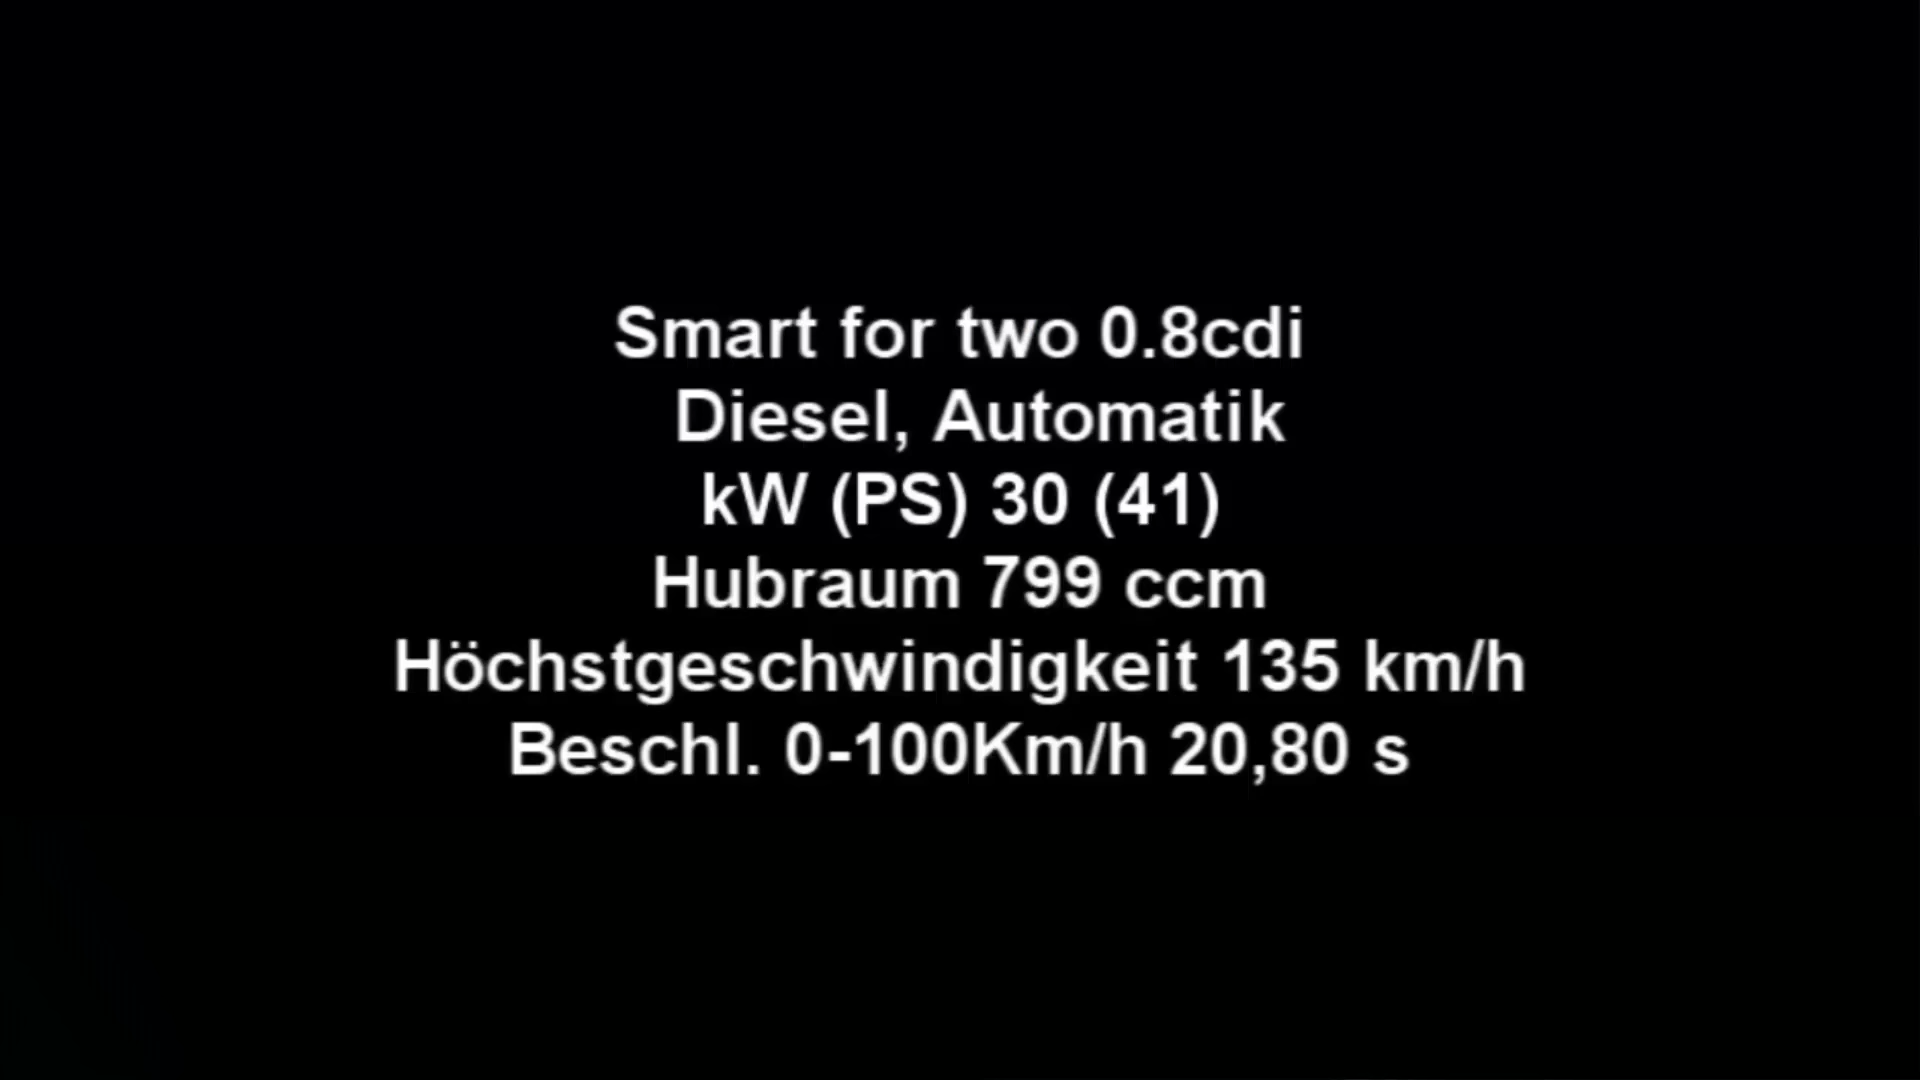 Smart for two 0.8cdi
Diesel, Automatik
kW (PS) 30 (41)
Hubraum 799 ccm
Höchstgeschwindigkeit 135 km/h
Beschl. 0-100Km/h 20,80 s